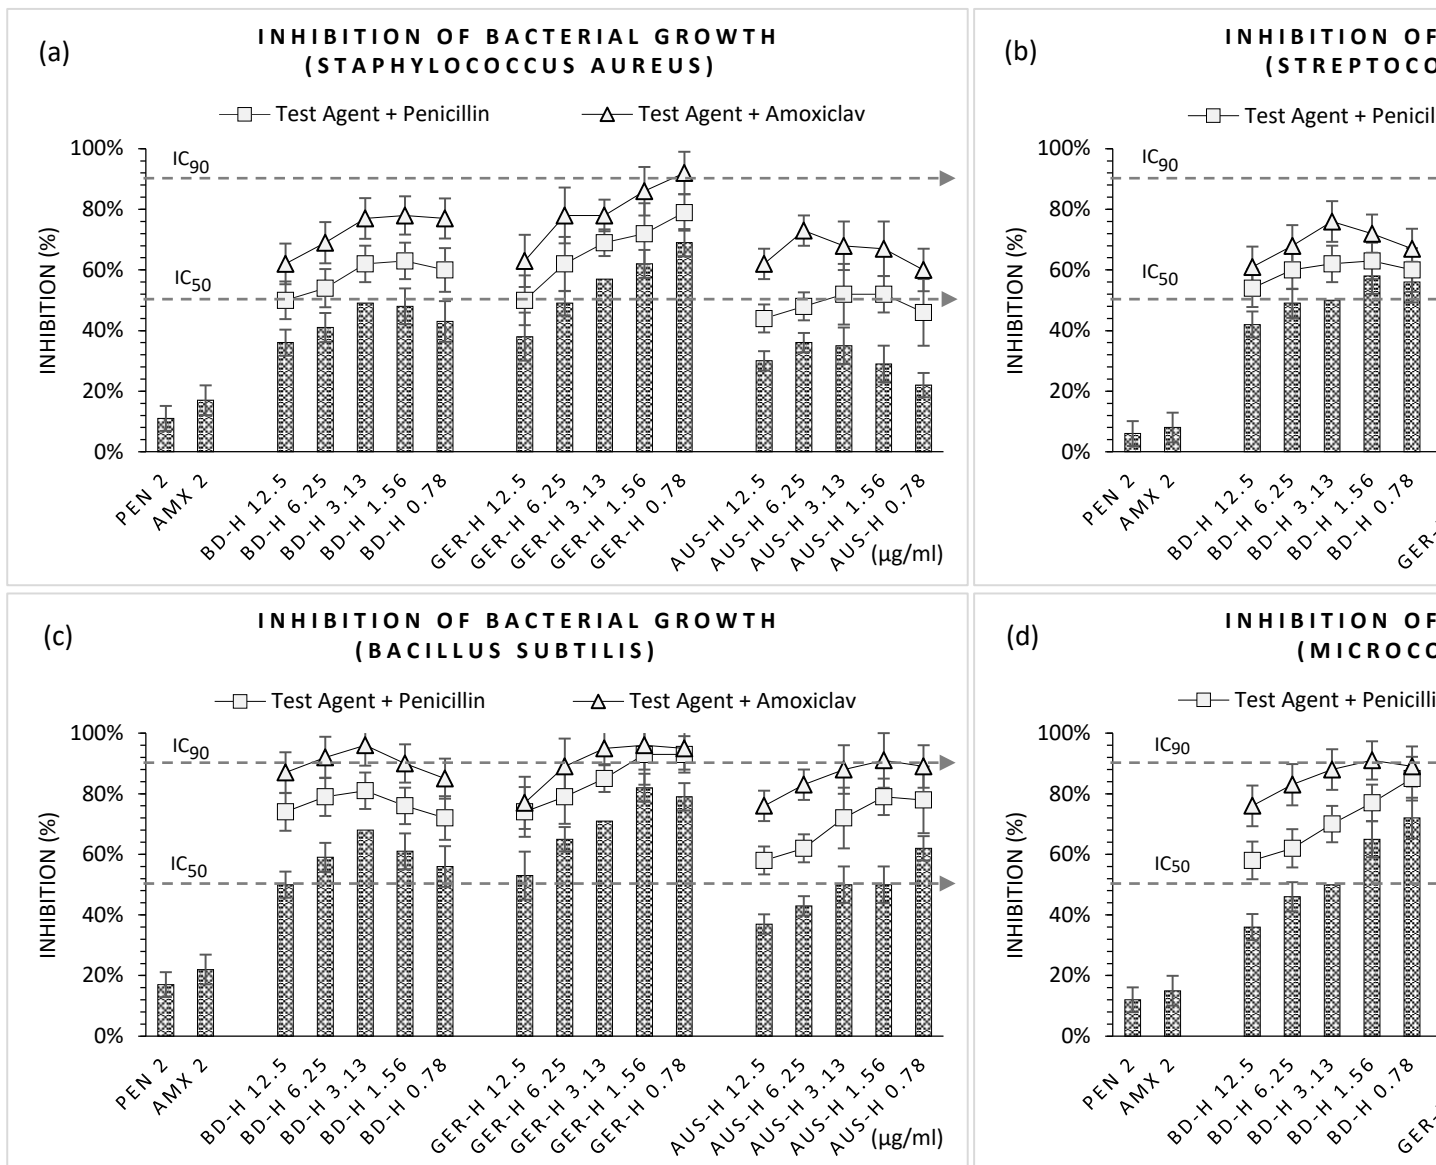 (a)
INHIBITION OF BACTERIAL GROWTH
(STAPHYLOCOCCUS AUREUS)
Test Agent + Penicillin
Test Agent + Amoxiclav
INHIBITION (%)
100%
80%
60%
40%
20%
0%
IC90
IC50
PEN 2
AMX 2
BD-H 12.5
BD-H 6.25
BD-H 3.13
BD-H 1.56
BD-H 0.78
GER-H 12.5
GER-H 6.25
GER-H 3.13
GER-H 1.56
GER-H 0.78
AUS-H 12.5
AUS-H 6.25
AUS-H 3.13
AUS-H 1.56
AUS-H 0.78
(µg/ml)
(b)
INHIBITION OF
(STREPTOCO
Test Agent + Penicil
INHIBITION (%)
100%
80%
60%
40%
20%
0%
IC90
IC50
PEN 2
AMX 2
BD-H 12.5
BD-H 6.25
BD-H 3.13
BD-H 1.56
BD-H 0.78
GER-
(c)
INHIBITION OF BACTERIAL GROWTH
(BACILLUS SUBTILIS)
Test Agent + Penicillin
Test Agent + Amoxiclav
INHIBITION (%)
100%
80%
60%
40%
20%
0%
IC90
IC50
PEN 2
AMX 2
BD-H 12.5
BD-H 6.25
BD-H 3.13
BD-H 1.56
BD-H 0.78
GER-H 12.5
GER-H 6.25
GER-H 3.13
GER-H 1.56
GER-H 0.78
AUS-H 12.5
AUS-H 6.25
AUS-H 3.13
AUS-H 1.56
AUS-H 0.78
(µg/ml)
(d)
INHIBITION OF
(MICROCO
Test Agent + Penicilli
INHIBITION (%)
100%
80%
60%
40%
20%
0%
IC90
IC50
PEN 2
AMX 2
BD-H 12.5
BD-H 6.25
BD-H 3.13
BD-H 1.56
BD-H 0.78
GER-